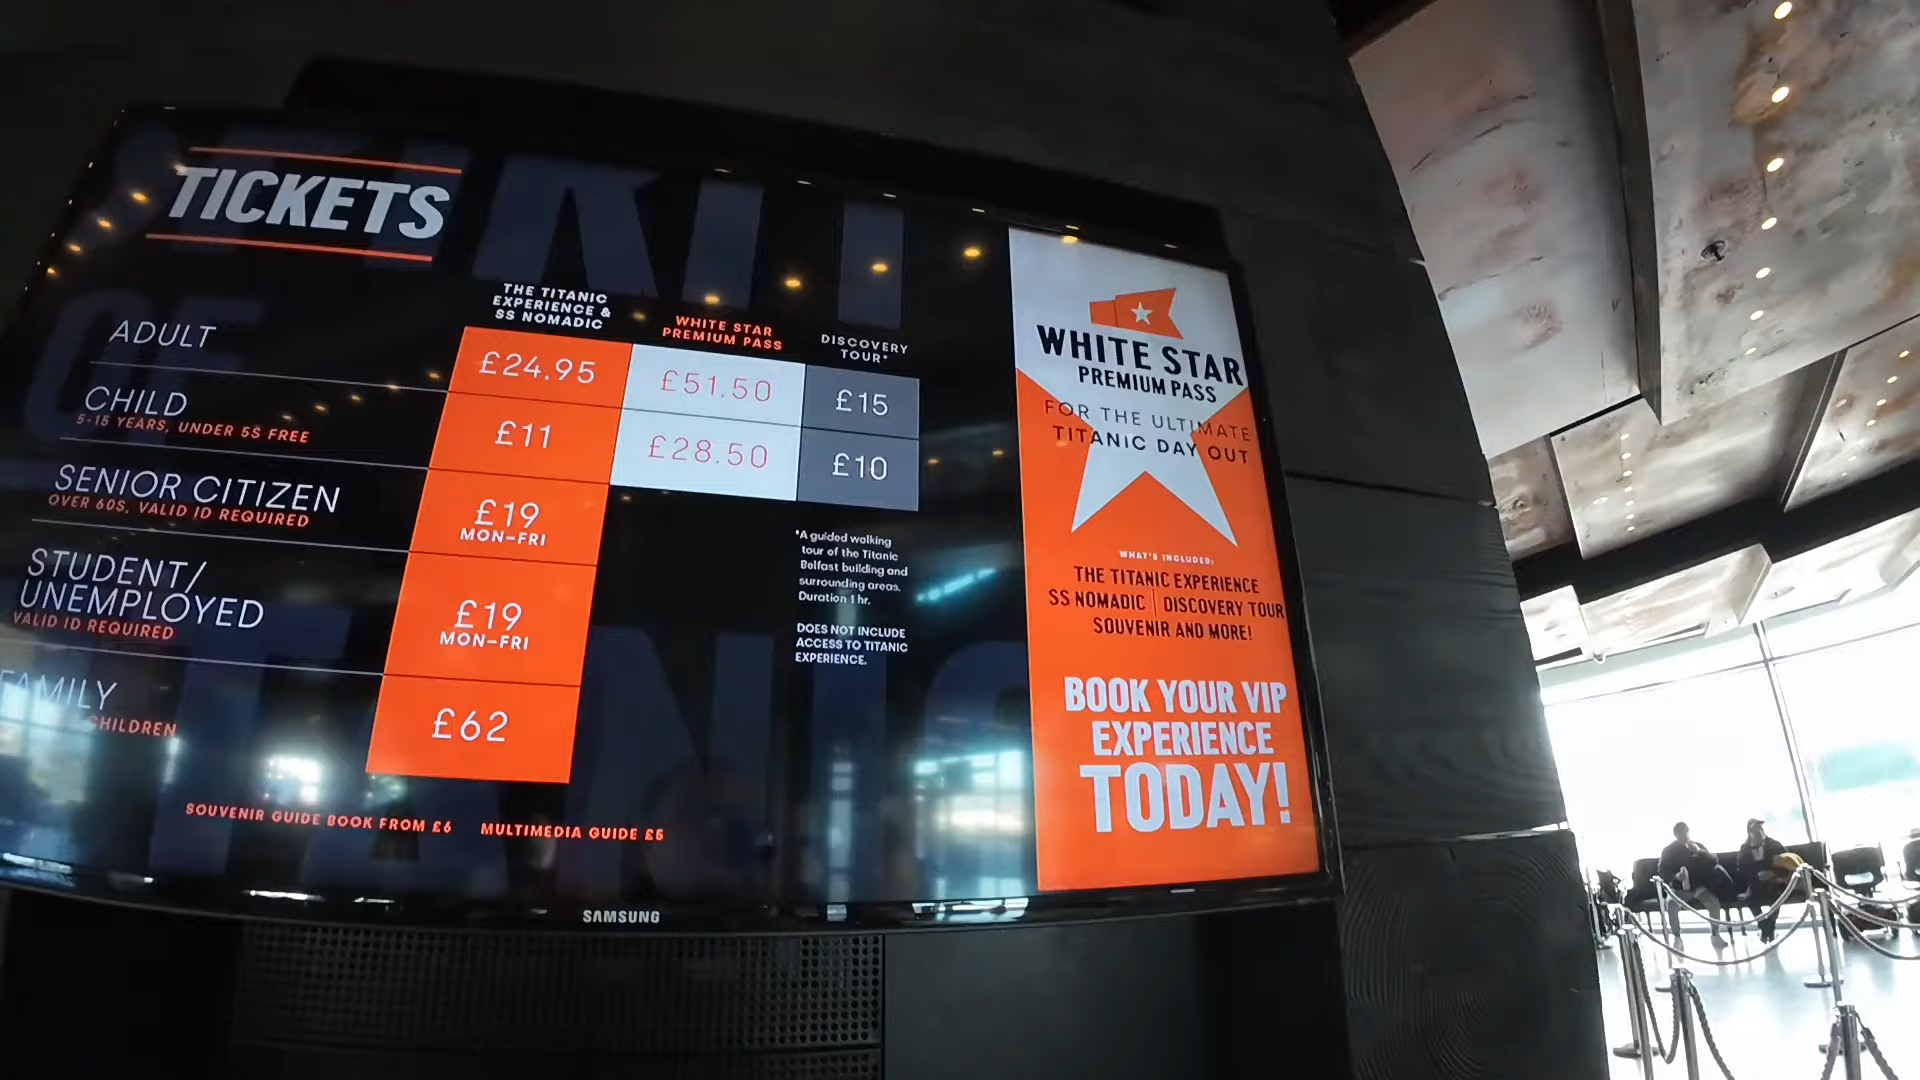 TICKETS
THE TITANIC
EXPERIENCE &
SS NOMADIC
WHITE STAR
PREMIUM PASS
DISCOVERY
TOUR*
ADULT
£24.95
£51.50
£15
CHILD
5-15 YEARS, UNDER 5S FREE
£11
£28.50
£10
SENIOR CITIZEN
OVER 60S, VALID ID REQUIRED
£19
MON-FRI
STUDENT/
UNEMPLOYED
VALID ID REQUIRED
£19
MON-FRI
FAMILY
CHILDREN
£62
*A guided walking
tour of the Titanic
Belfast building and
surrounding areas.
Duration 1 hr.
DOES NOT INCLUDE
ACCESS TO TITANIC
EXPERIENCE.
SOUVENIR GUIDE BOOK FROM £6 MULTIMEDIA GUIDE £5
WHITE STAR
PREMIUM PASS
FOR THE ULTIMATE
TITANIC DAY OUT
WHAT'S INCLUDED:
THE TITANIC EXPERIENCE
SS NOMADIC | DISCOVERY TOUR
SOUVENIR AND MORE!
BOOK YOUR VIP
EXPERIENCE
TODAY!
SAMSUNG